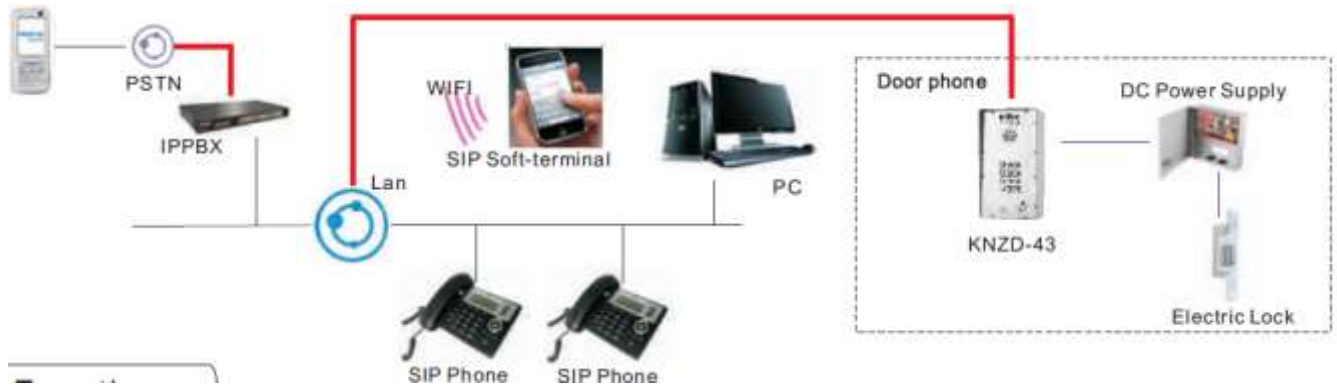 PSTN
IPPBX
WIFI
SIP Soft-terminal
PC
Lan
SIP Phone
SIP Phone
Door phone
DC Power Supply
KNZD-43
Electric Lock